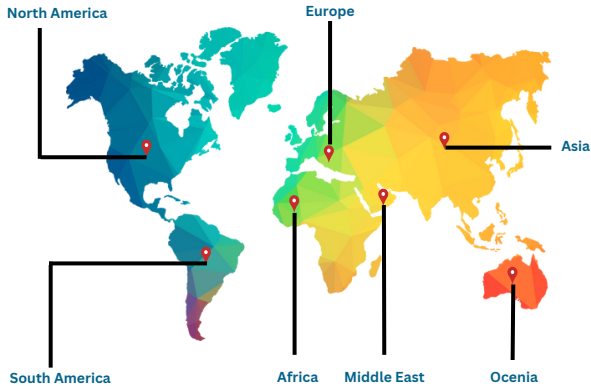 North America
Europe
Asia
South America
Africa
Middle East
Ocenia